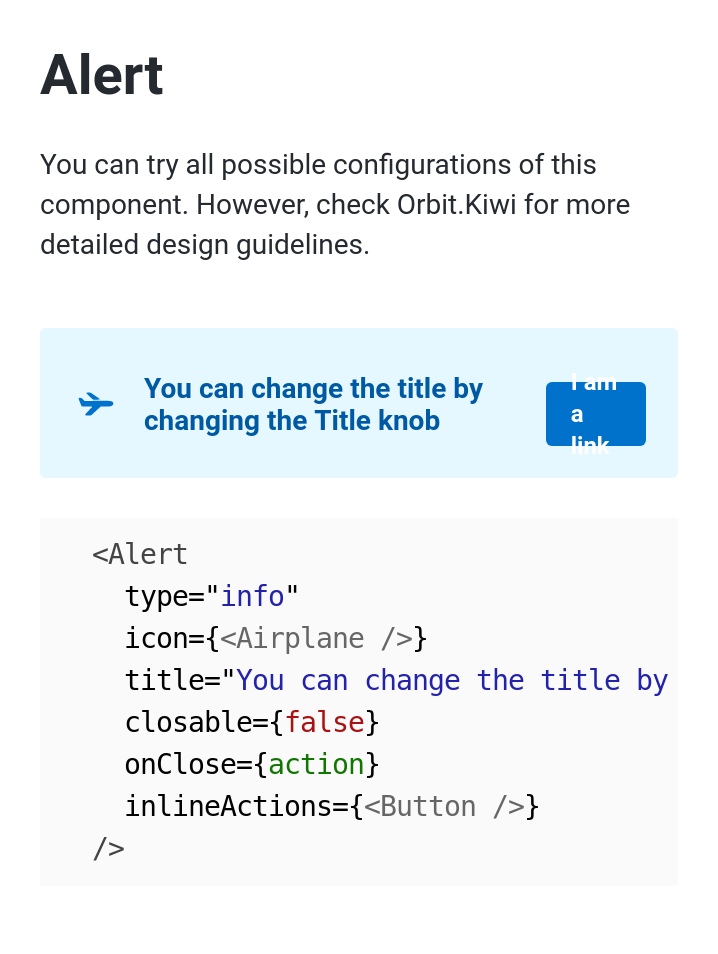 Alert
You can try all possible configurations of this
component. However, check Orbit.Kiwi for more
detailed design guidelines.
You can change the title by
changing the Title knob
I am
a
link
<Alert
type="info"
icon={<Airplane />}
title="You can change the title by
closable={false}
onClose={action}
inlineActions={<Button />}
/>